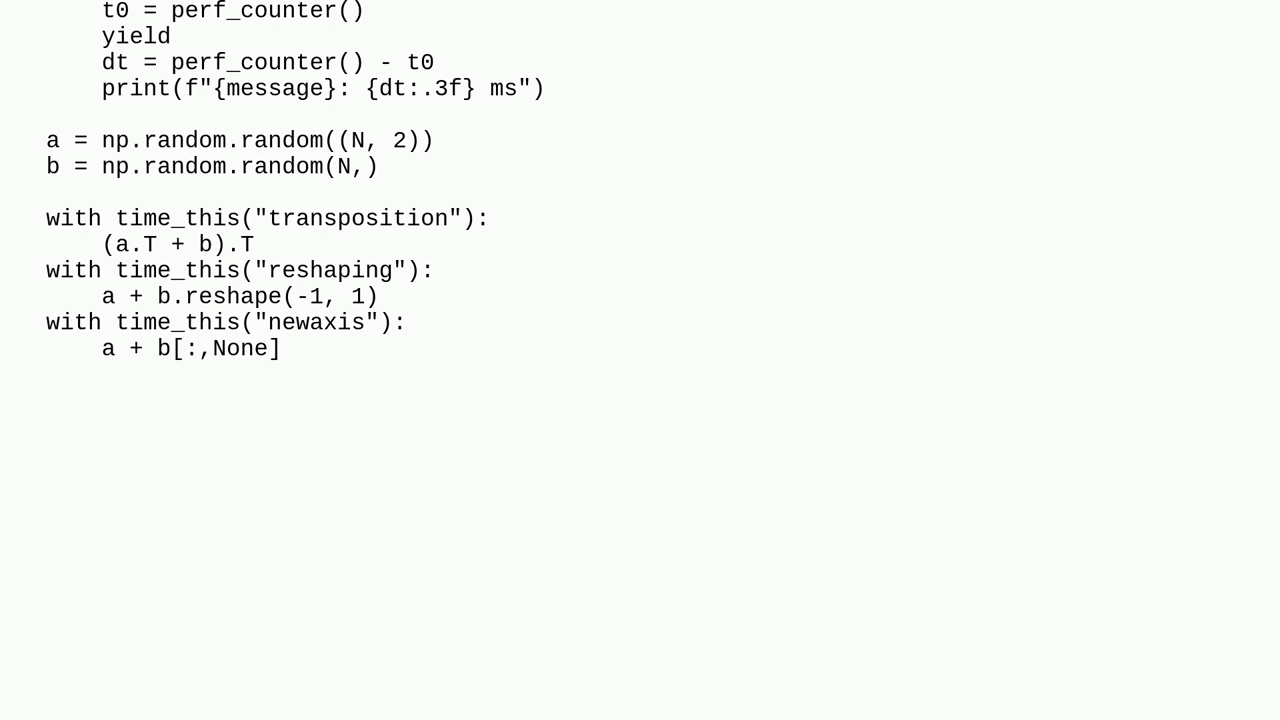 t0 = perf_counter()
    yield
    dt = perf_counter() - t0
    print(f"{message}: {dt:.3f} ms")

a = np.random.random((N, 2))
b = np.random.random(N,)

with time_this("transposition"):
    (a.T + b).T
with time_this("reshaping"):
    a + b.reshape(-1, 1)
with time_this("newaxis"):
    a + b[:,None]